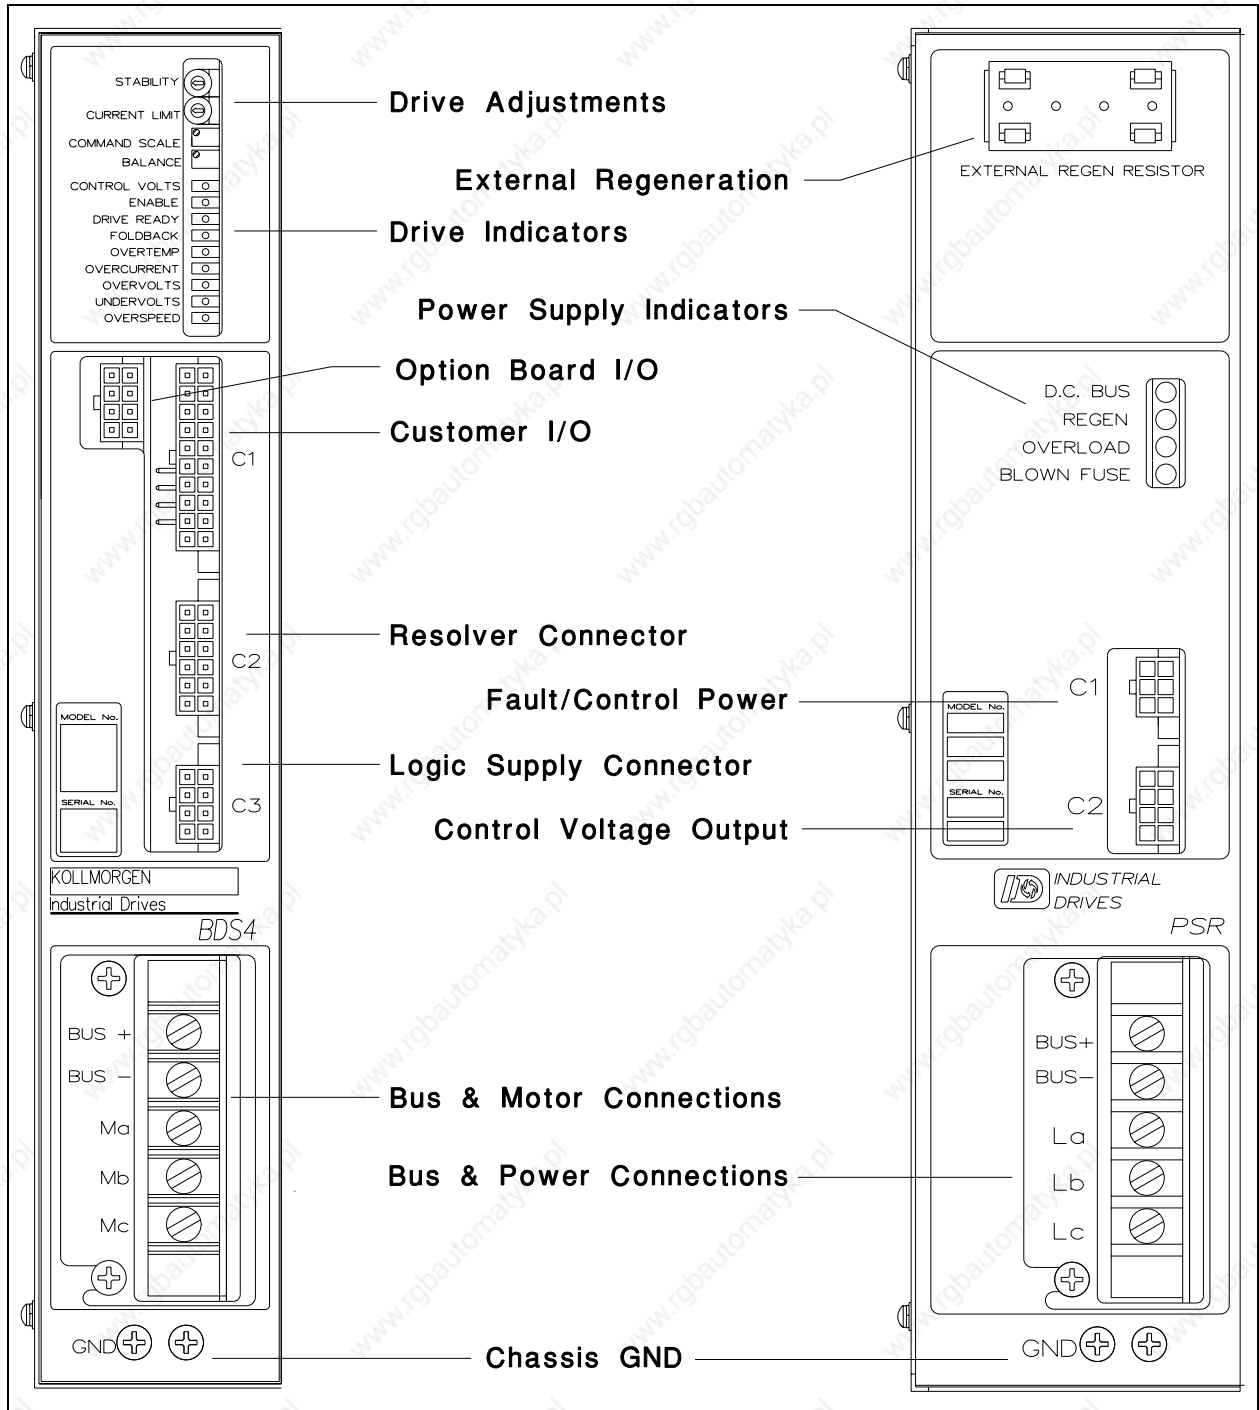 STABILITY
CURRENT LIMIT
COMMAND SCALE
BALANCE
CONTROL VOLTS
ENABLE
DRIVE READY
FOLDBACK
OVERTEMP
OVERCURRENT
OVERVOLTS
UNDERVOLTS
OVERSPEED
C1
C2
MODEL No.
SERIAL No.
C3
KOLLMORGEN
Industrial Drives
BDS4
BUS +
BUS -
Ma
Mb
Mc
GND
Drive Adjustments
External Regeneration
Drive Indicators
Power Supply Indicators
Option Board I/O
Customer I/O
Resolver Connector
Fault/Control Power
Logic Supply Connector
Control Voltage Output
Bus & Motor Connections
Bus & Power Connections
Chassis GND
EXTERNAL REGEN RESISTOR
D.C. BUS
REGEN
OVERLOAD
BLOWN FUSE
C1
MODEL No.
SERIAL No.
C2
INDUSTRIAL
DRIVES
PSR
BUS+
BUS-
La
Lb
Lc
GND
www.rgbautomatyka.pl